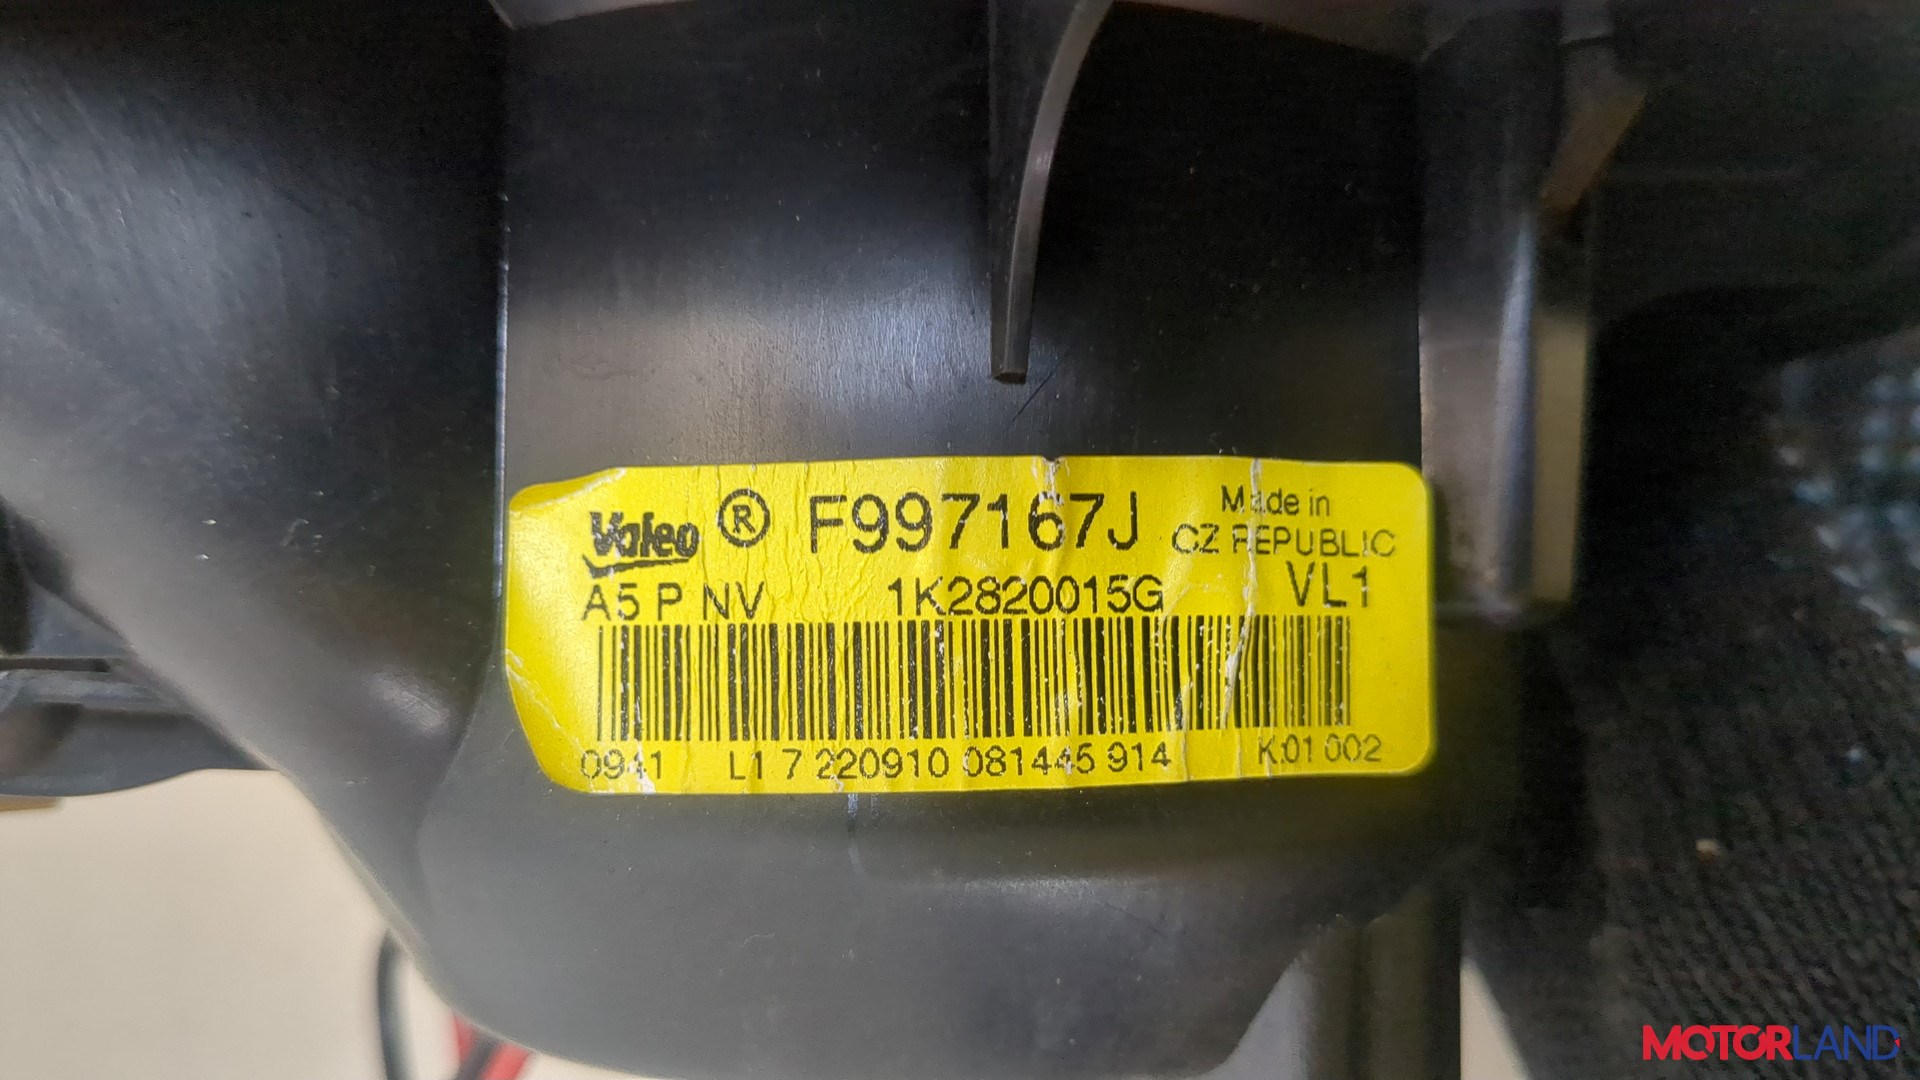 Valeo ® F997167J Made in
CZ REPUBLIC
A5 P NV 1K2820015G VL1
0941 L1 7 220910 081445 914 K:01 002
MOTORLAND